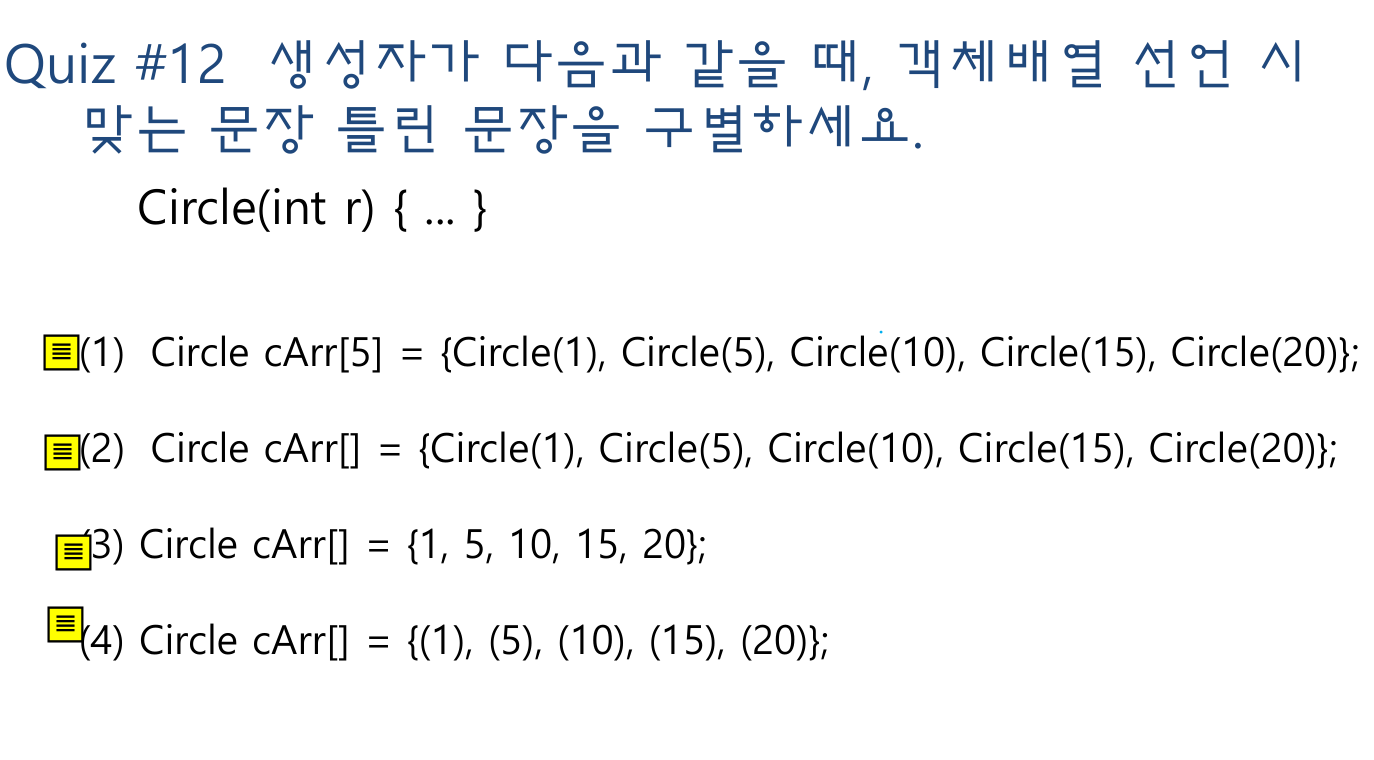 Quiz #12 생성자가 다음과 같을 때, 객체배열 선언 시
맞는 문장 틀린 문장을 구별하세요.
Circle(int r) { ... }
(1) Circle cArr[5] = {Circle(1), Circle(5), Circle(10), Circle(15), Circle(20)};
(2) Circle cArr[] = {Circle(1), Circle(5), Circle(10), Circle(15), Circle(20)};
(3) Circle cArr[] = {1, 5, 10, 15, 20};
(4) Circle cArr[] = {(1), (5), (10), (15), (20)};